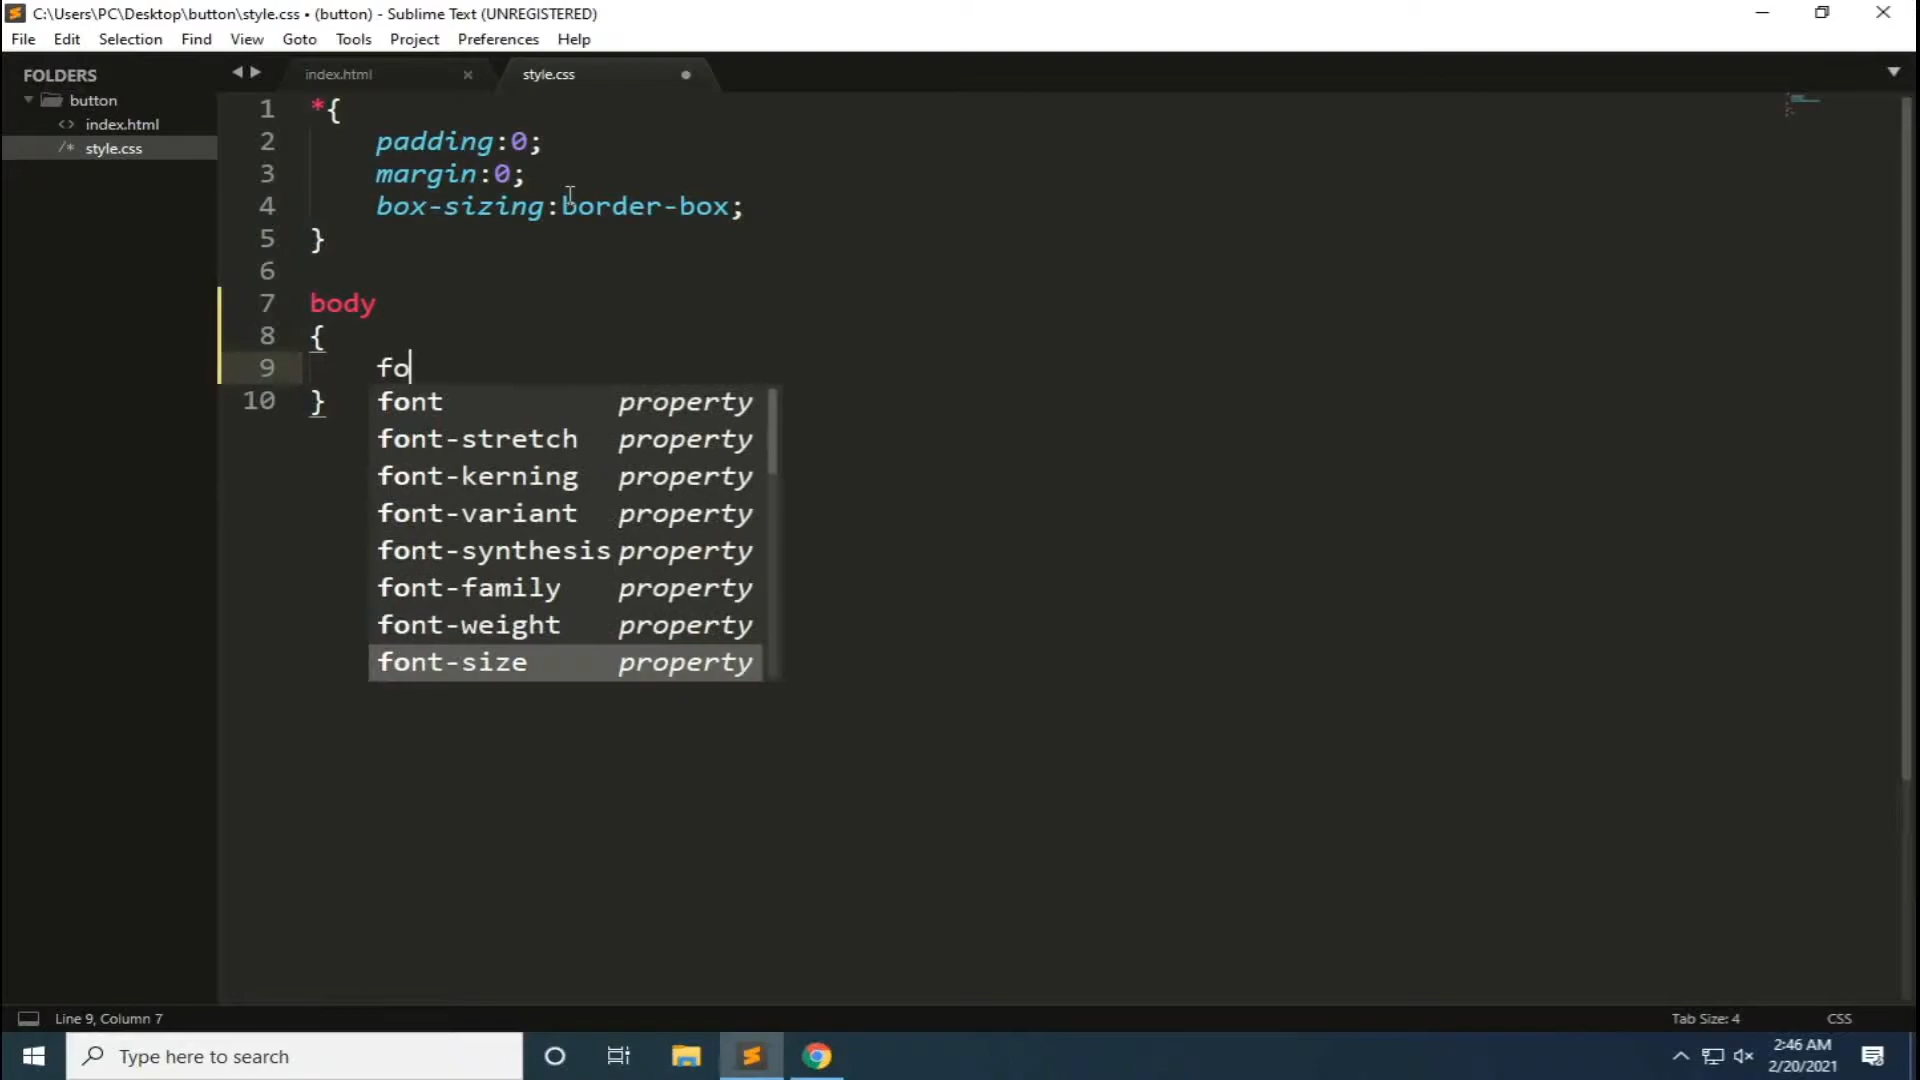 C:\Users\PC\Desktop\button\style.css • (button) - Sublime Text (UNREGISTERED)
File Edit Selection Find View Goto Tools Project Preferences Help
FOLDERS
button
<> index.html
/* style.css
index.html × style.css
1 *{
2 padding:0;
3 margin:0;
4 box-sizing:border-box;
5 }
6
7 body
8 {
9 fo
10 }
font property
font-stretch property
font-kerning property
font-variant property
font-synthesis property
font-family property
font-weight property
font-size property
Line 9, Column 7
Tab Size: 4
CSS
Type here to search
2:46 AM
2/20/2021